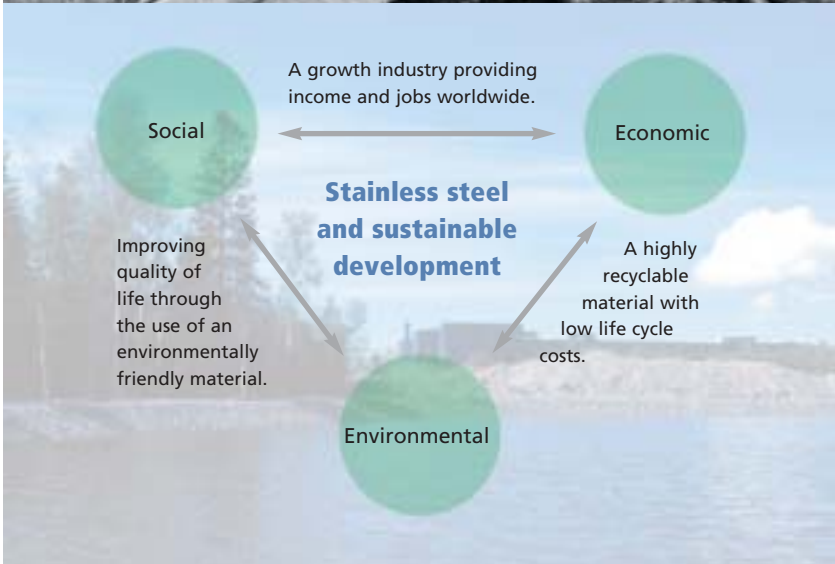 A growth industry providing
income and jobs worldwide.
Social
Economic
Stainless steel
and sustainable
development
Improving
quality of
life through
the use of an
environmentally
friendly material.
A highly
recyclable
material with
low life cycle
costs.
Environmental